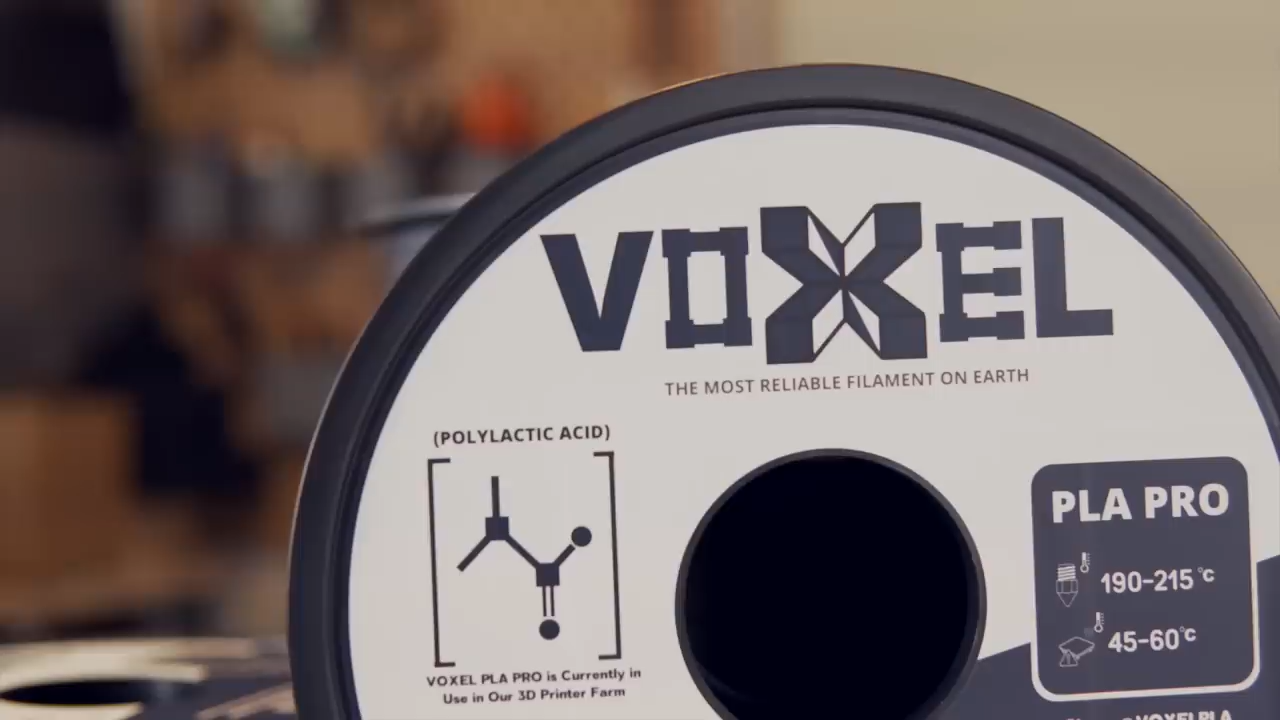 VOXEL
THE MOST RELIABLE FILAMENT ON EARTH
(POLYLACTIC ACID)
VOXEL PLA PRO is Currently in
Use in Our 3D Printer Farm
PLA PRO
190-215°C
45-60°C
VOXELPLA